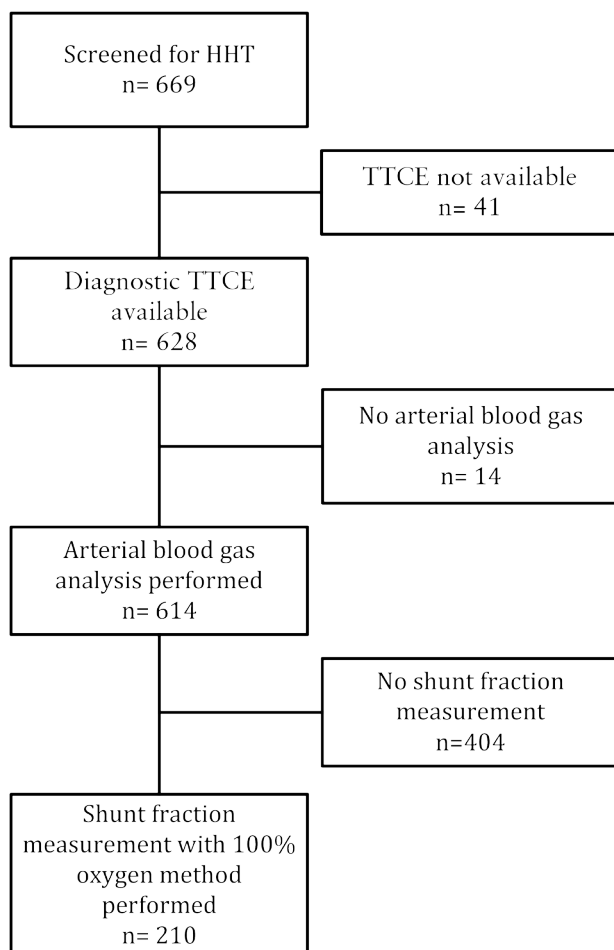 Screened for HHT
n= 669
TTCE not available
n= 41
Diagnostic TTCE
available
n= 628
No arterial blood gas
analysis
n= 14
Arterial blood gas
analysis performed
n= 614
No shunt fraction
measurement
n=404
Shunt fraction
measurement with 100%
oxygen method
performed
n= 210